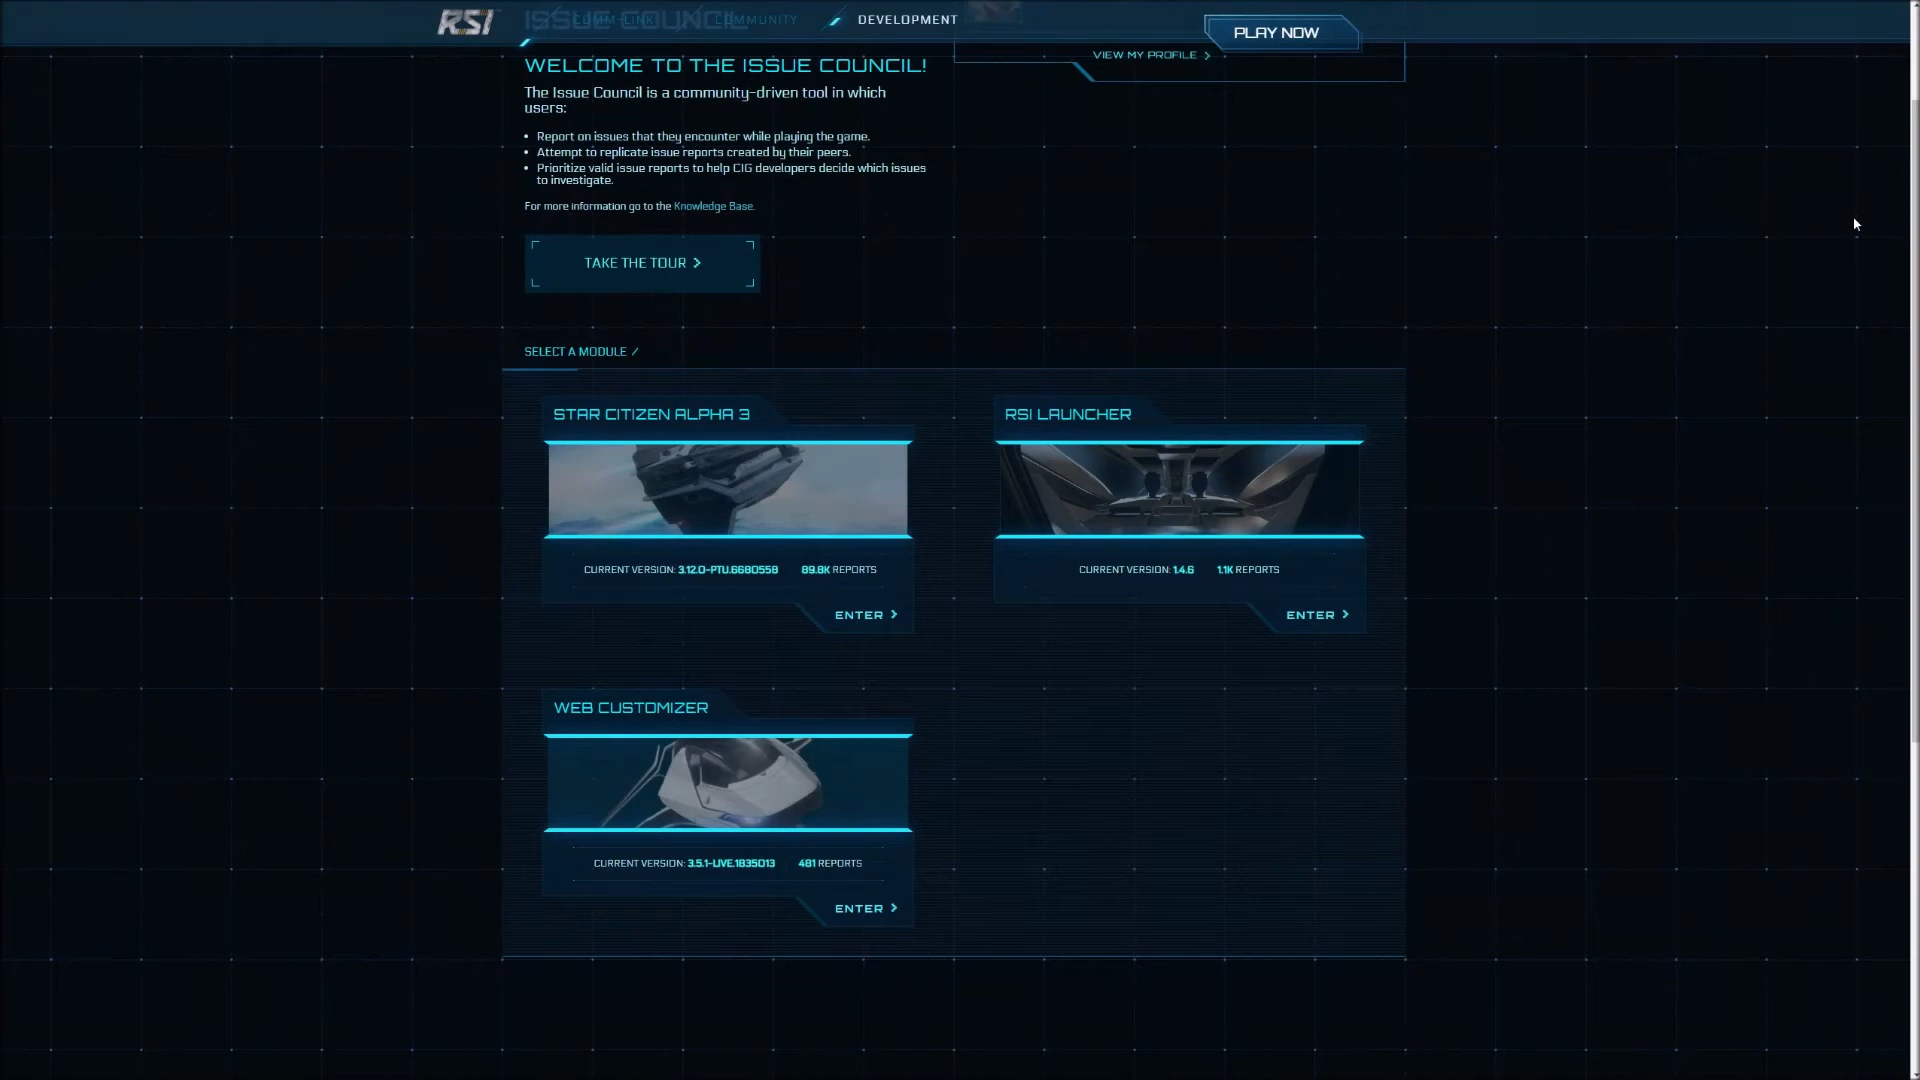 RSI
ISSUE COUNCIL
COMM-LINK
COMMUNITY
DEVELOPMENT
PLAY NOW
VIEW MY PROFILE >
WELCOME TO THE ISSUE COUNCIL!
The Issue Council is a community-driven tool in which
users:
• Report on issues that they encounter while playing the game.
• Attempt to replicate issue reports created by their peers.
• Prioritize valid issue reports to help CIG developers decide which issues
to investigate.
For more information go to the Knowledge Base.
TAKE THE TOUR >
SELECT A MODULE /
STAR CITIZEN ALPHA 3
CURRENT VERSION: 3.12.0-PTU.6680558 89.8K REPORTS
ENTER >
RSI LAUNCHER
CURRENT VERSION: 1.4.6 1.1K REPORTS
ENTER >
WEB CUSTOMIZER
CURRENT VERSION: 3.5.1-LIVE.1835013 481 REPORTS
ENTER >